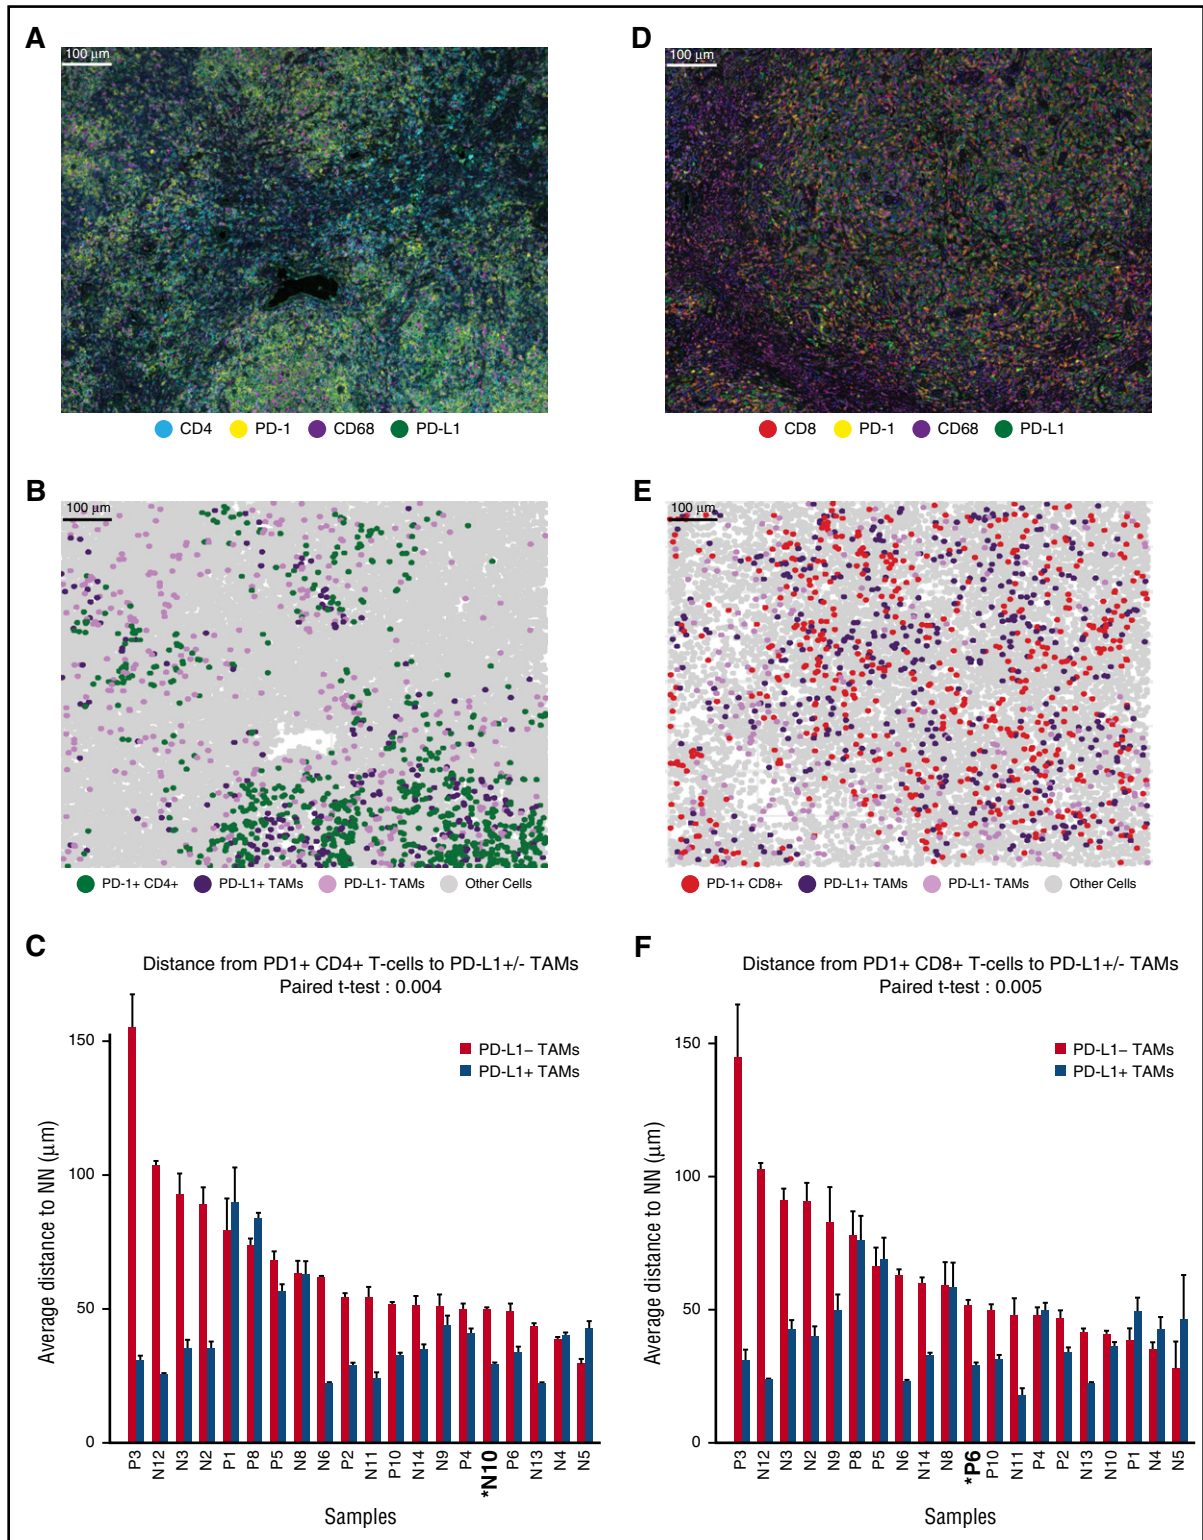 A
100 μm
CD4 PD-1 CD68 PD-L1
B
100 μm
PD-1+ CD4+ PD-L1+ TAMs PD-L1- TAMs Other Cells
C
Distance from PD1+ CD4+ T-cells to PD-L1+/- TAMs
Paired t-test : 0.004
PD-L1– TAMs
PD-L1+ TAMs
Average distance to NN (μm)
150
100
50
0
P3 N12 N3 N2 P1 P8 P5 N8 N6 P2 N11 P10 N14 N9 P4 *N10 P6 N13 N4 N5
Samples
D
100 μm
CD8 PD-1 CD68 PD-L1
E
100 μm
PD-1+ CD8+ PD-L1+ TAMs PD-L1- TAMs Other Cells
F
Distance from PD1+ CD8+ T-cells to PD-L1+/- TAMs
Paired t-test : 0.005
PD-L1– TAMs
PD-L1+ TAMs
Average distance to NN (μm)
150
100
50
0
P3 N12 N3 N2 N9 P8 P5 N6 N14 N8 *P6 P10 N11 P4 P2 N13 N10 P1 N4 N5
Samples